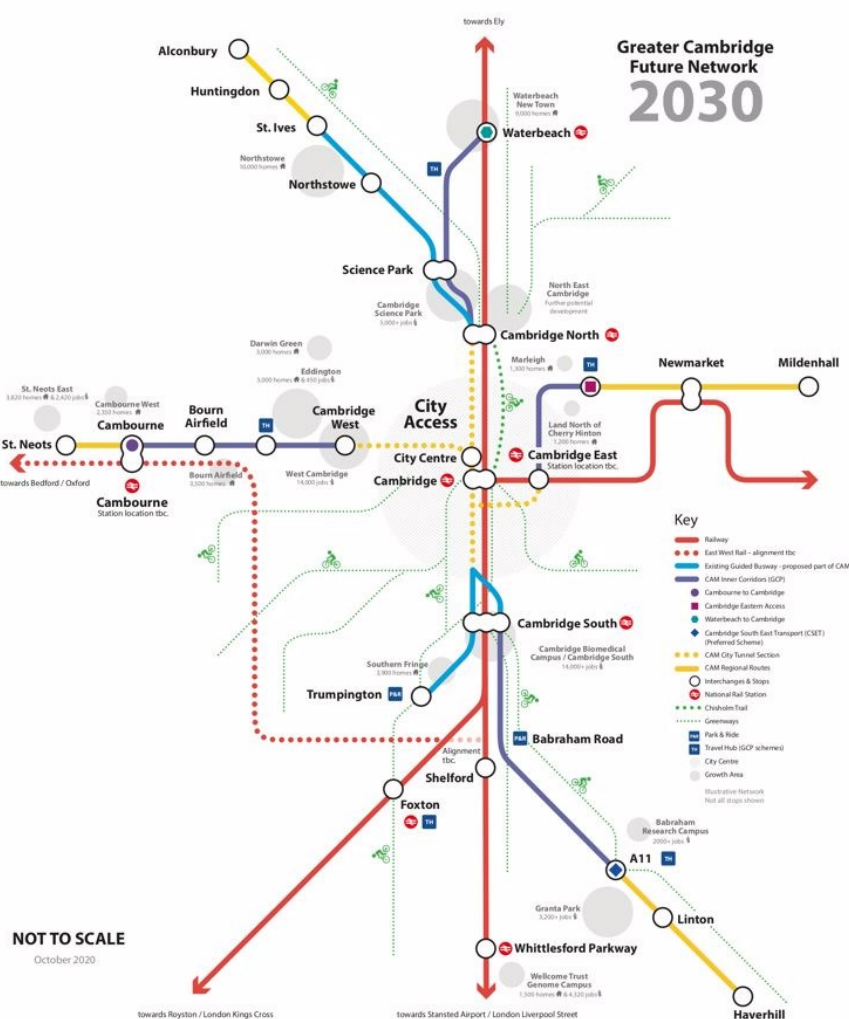 towards Ely
Greater Cambridge
Future Network
2030
Alconbury
Huntingdon
St. Ives
Northstowe
10,000 homes
Northstowe
Waterbeach
New Town
9,000 homes
Waterbeach
TH
Science Park
Cambridge
Science Park
5,000+ jobs
North East
Cambridge
Further potential
development
Cambridge North
Darwin Green
3,000 homes
Eddington
3,000 homes & 450 jobs
Marleigh
1,300 homes
TH
Newmarket
Mildenhall
St. Neots East
3,820 homes & 2,420 jobs
Cambourne West
2,350 homes
Cambourne
Bourn
Airfield
TH
Cambridge
West
City
Access
Land North of
Cherry Hinton
1,200 homes
St. Neots
City Centre
Cambridge East
Station location tbc.
towards Bedford / Oxford
Cambourne
Station location tbc.
Bourn Airfield
3,500 homes
West Cambridge
14,000 jobs
Cambridge
Key
Railway
East West Rail – alignment tbc
Existing Guided Busway - proposed part of CAM
CAM Inner Corridors (GCP)
Cambourne to Cambridge
Cambridge Eastern Access
Waterbeach to Cambridge
Cambridge South East Transport (CSET)
(Preferred Scheme)
CAM City Tunnel Section
CAM Regional Routes
Interchanges & Stops
National Rail Station
Chisholm Trail
Greenways
P&R
Park & Ride
TH
Travel Hub (GCP schemes)
City Centre
Growth Area
Illustrative Network
Not all stops shown
Cambridge South
Cambridge Biomedical
Campus / Cambridge South
14,000+ jobs
Southern Fringe
3,900 homes
Trumpington
P&R
P&R
Babraham Road
Alignment
tbc.
Shelford
Foxton
TH
Babraham
Research Campus
2000+ jobs
A11
TH
Granta Park
3,200+ jobs
Linton
NOT TO SCALE
October 2020
Whittlesford Parkway
Wellcome Trust
Genome Campus
1,500 homes & 4,320 jobs
Haverhill
towards Royston / London Kings Cross
towards Stansted Airport / London Liverpool Street